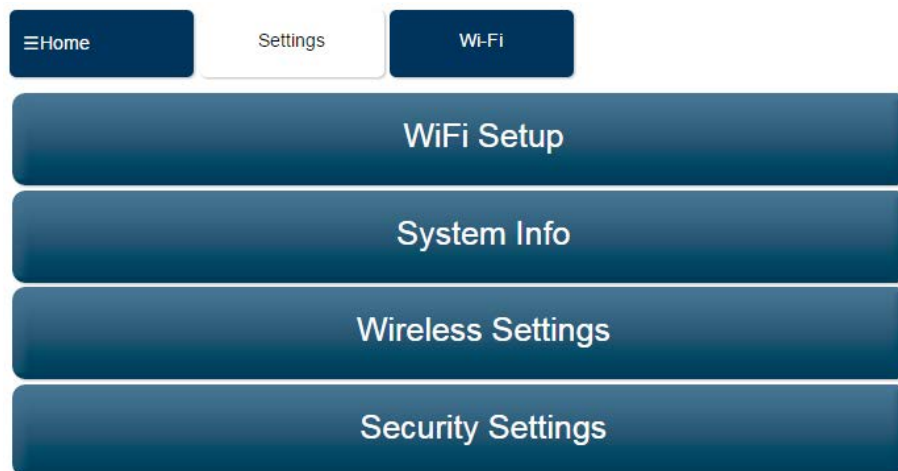 ☰Home Settings Wi-Fi
WiFi Setup
System Info
Wireless Settings
Security Settings